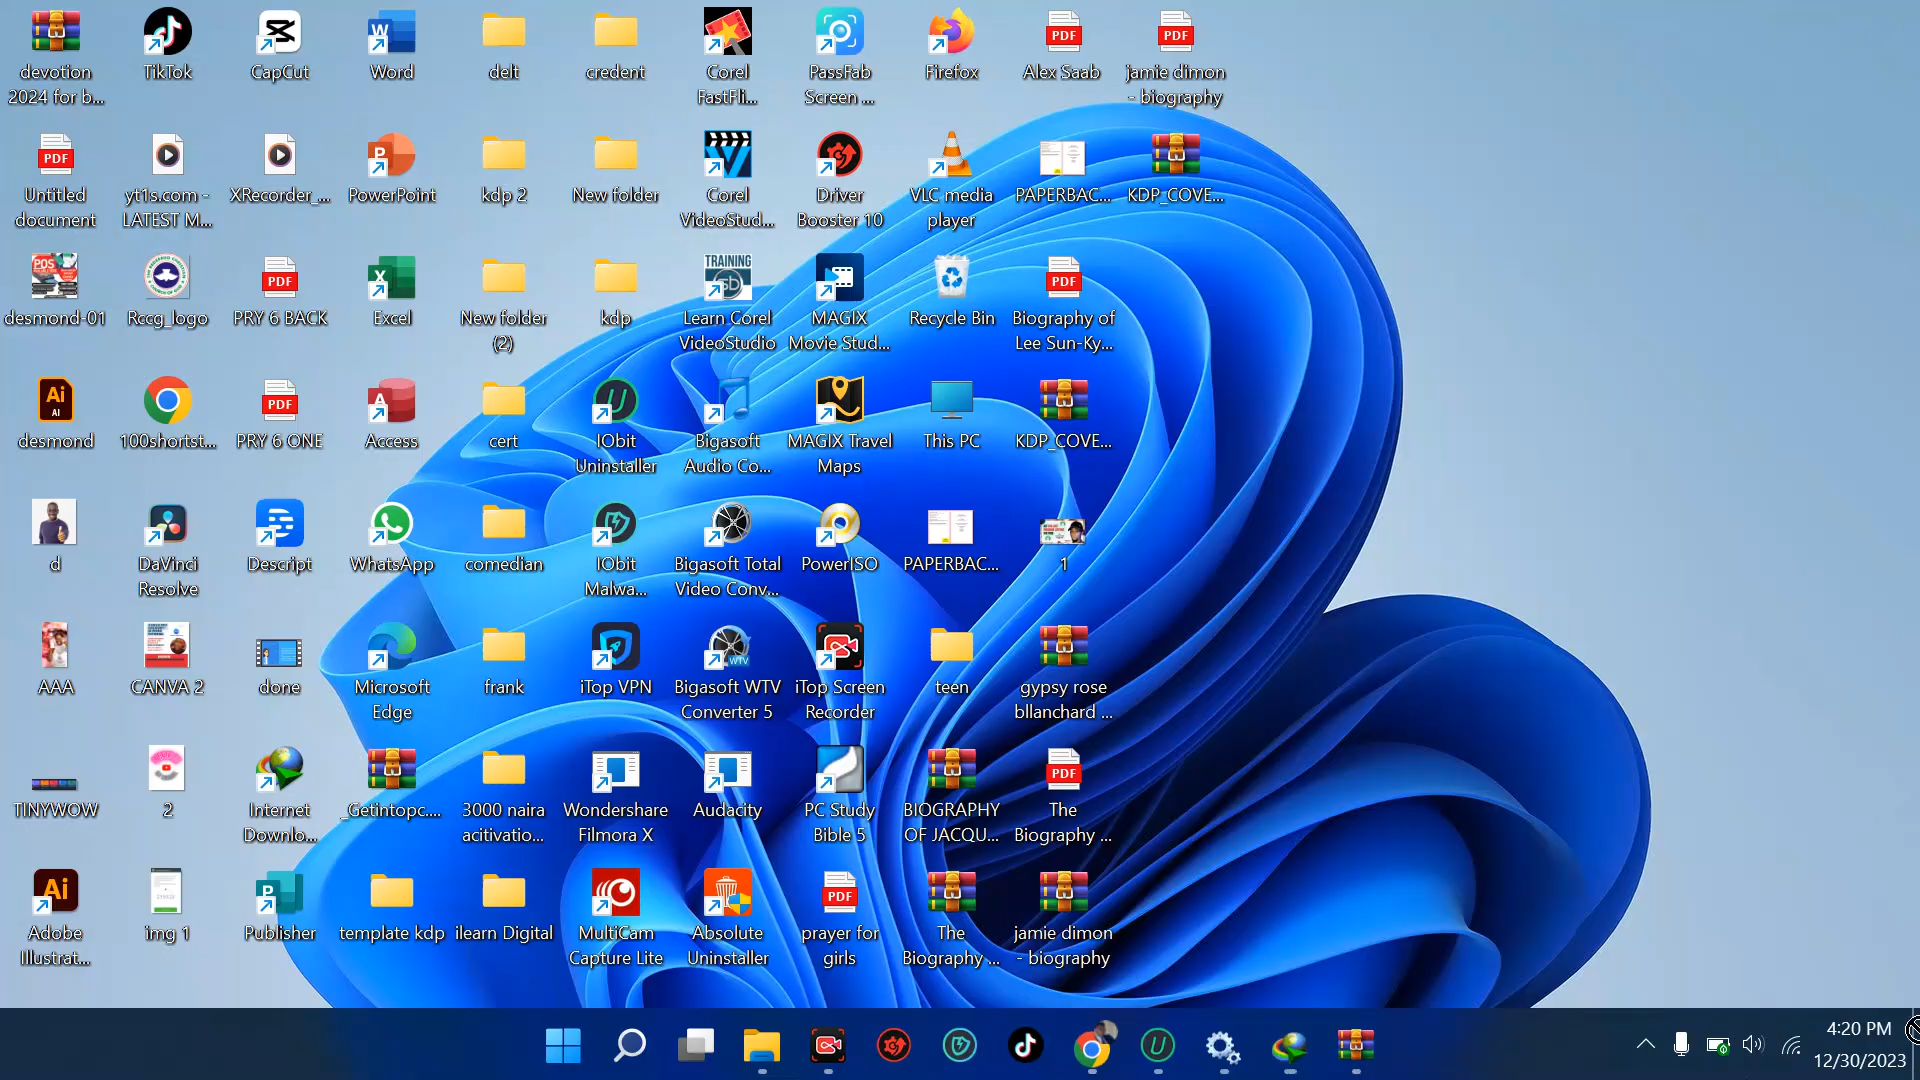 devotion
2024 for b...
TikTok
CapCut
Word
delt
credent
Corel
FastFli...
PassFab
Screen ...
Firefox
Alex Saab
jamie dimon
- biography
Untitled
document
yt1s.com -
LATEST M...
XRecorder_...
PowerPoint
kdp 2
New folder
Corel
VideoStud...
Driver
Booster 10
VLC media
player
PAPERBAC...
KDP_COVE...
desmond-01
Rccg_logo
PRY 6 BACK
Excel
New folder
(2)
kdp
Learn Corel
VideoStudio
MAGIX
Movie Stud...
Recycle Bin
Biography of
Lee Sun-Ky...
desmond
100shortst...
PRY 6 ONE
Access
cert
IObit
Uninstaller
Bigasoft
Audio Co...
MAGIX Travel
Maps
This PC
KDP_COVE...
d
DaVinci
Resolve
Descript
WhatsApp
comedian
IObit
Malwa...
Bigasoft Total
Video Conv...
PowerISO
PAPERBAC...
1
AAA
CANVA 2
done
Microsoft
Edge
frank
iTop VPN
Bigasoft WTV
Converter 5
iTop Screen
Recorder
teen
gypsy rose
bllanchard ...
TINYWOW
2
Internet
Downlo...
_Getintopc....
3000 naira
acitivatio...
Wondershare
Filmora X
Audacity
PC Study
Bible 5
BIOGRAPHY
OF JACQU...
The
Biography ...
Adobe
Illustrat...
img 1
Publisher
template kdp
ilearn Digital
MultiCam
Capture Lite
Absolute
Uninstaller
prayer for
girls
The
Biography ...
jamie dimon
- biography
4:20 PM
12/30/2023